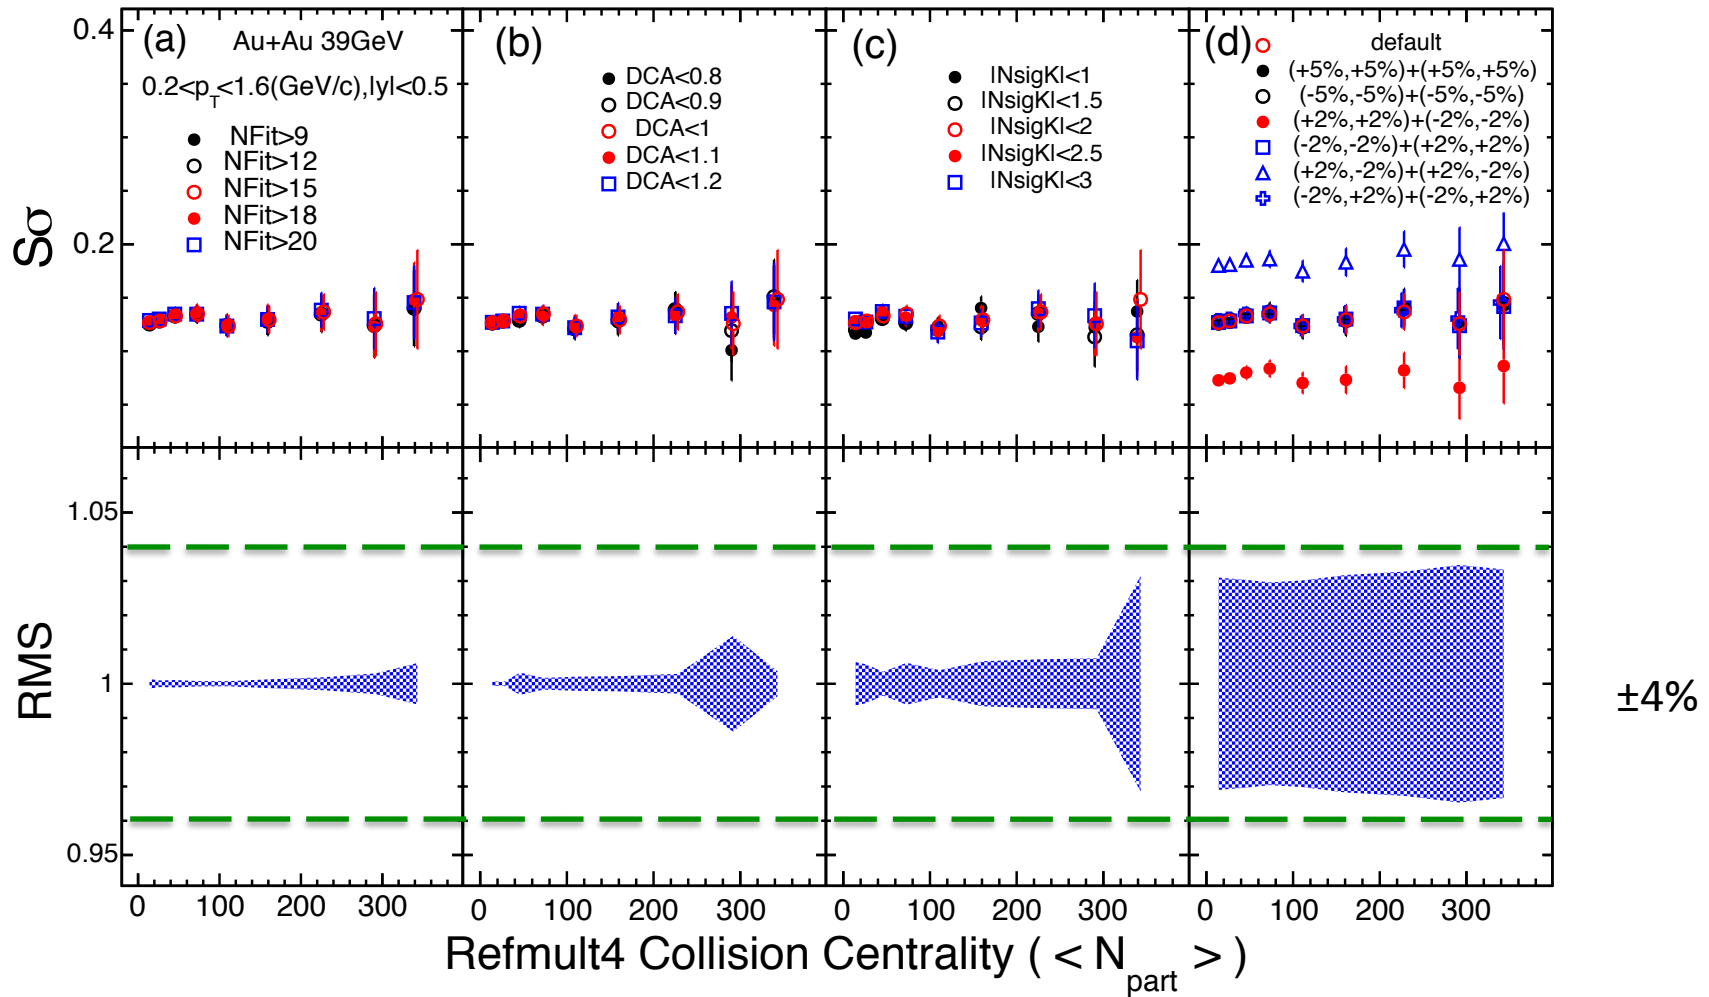 (a)
Au+Au 39GeV
0.2<pT<1.6(GeV/c),|y|<0.5
NFit>9
NFit>12
NFit>15
NFit>18
NFit>20
(b)
DCA<0.8
DCA<0.9
DCA<1
DCA<1.1
DCA<1.2
(c)
|NsigK|<1
|NsigK|<1.5
|NsigK|<2
|NsigK|<2.5
|NsigK|<3
(d)
default
(+5%,+5%)+(+5%,+5%)
(-5%,-5%)+(-5%,-5%)
(+2%,+2%)+(-2%,-2%)
(-2%,-2%)+(+2%,+2%)
(+2%,-2%)+(+2%,-2%)
(-2%,+2%)+(-2%,+2%)
0.4
0.2
Sσ
1.05
1
0.95
RMS
±4%
0 100 200 300
0 100 200 300
0 100 200 300
0 100 200 300
Refmult4 Collision Centrality ( < Npart > )